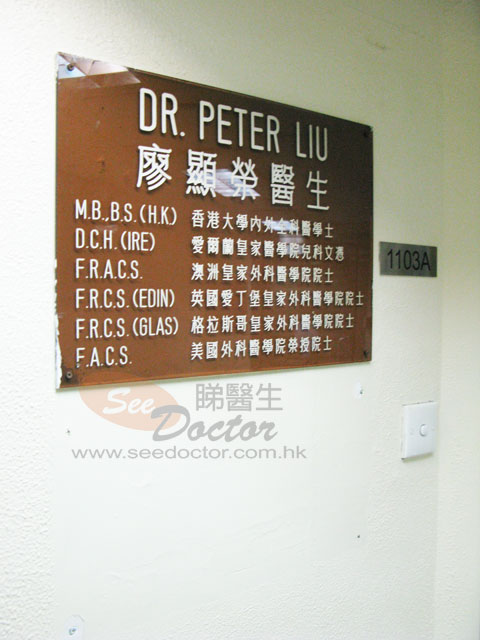 DR. PETER LIU
廖顯榮醫生
M.B.,B.S.(H.K) 香港大學內外全科醫學士
D.C.H.(IRE) 愛爾蘭皇家醫學院兒科文憑
F.R.A.C.S. 澳洲皇家外科醫學院院士
F.R.C.S.(EDIN) 英國愛丁堡皇家外科醫學院院士
F.R.C.S.(GLAS) 格拉斯哥皇家外科醫學院院士
F.A.C.S. 美國外科醫學院榮授院士
1103A
See 睇醫生
Doctor
www.seedoctor.com.hk